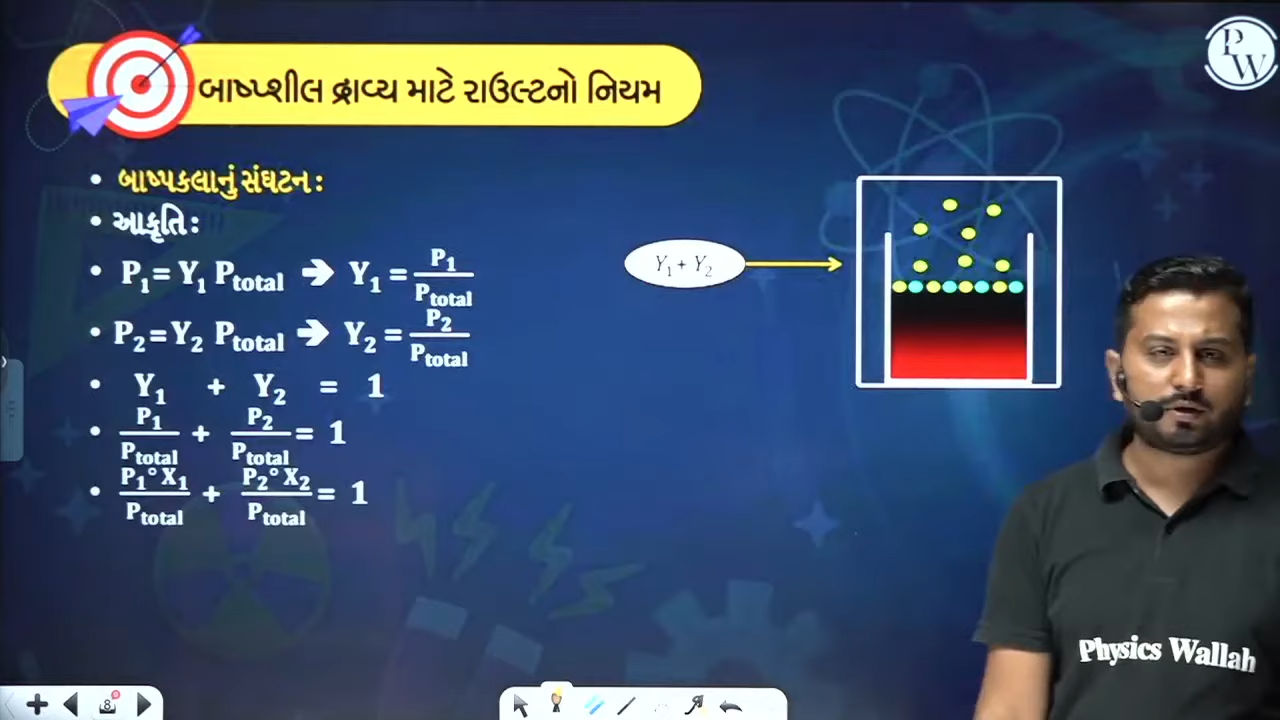 બાષ્પશીલ દ્રાવ્ય માટે રાઉલ્ટનો નિયમ
PW
• બાષ્પકલાનું સંઘટન :
• આકૃતિ :
• P₁ = Y₁ P_total → Y₁ = P₁ / P_total
• P₂ = Y₂ P_total → Y₂ = P₂ / P_total
• Y₁ + Y₂ = 1
• P₁ / P_total + P₂ / P_total = 1
• P₁° X₁ / P_total + P₂° X₂ / P_total = 1
Y₁ + Y₂
Physics Wallah
8